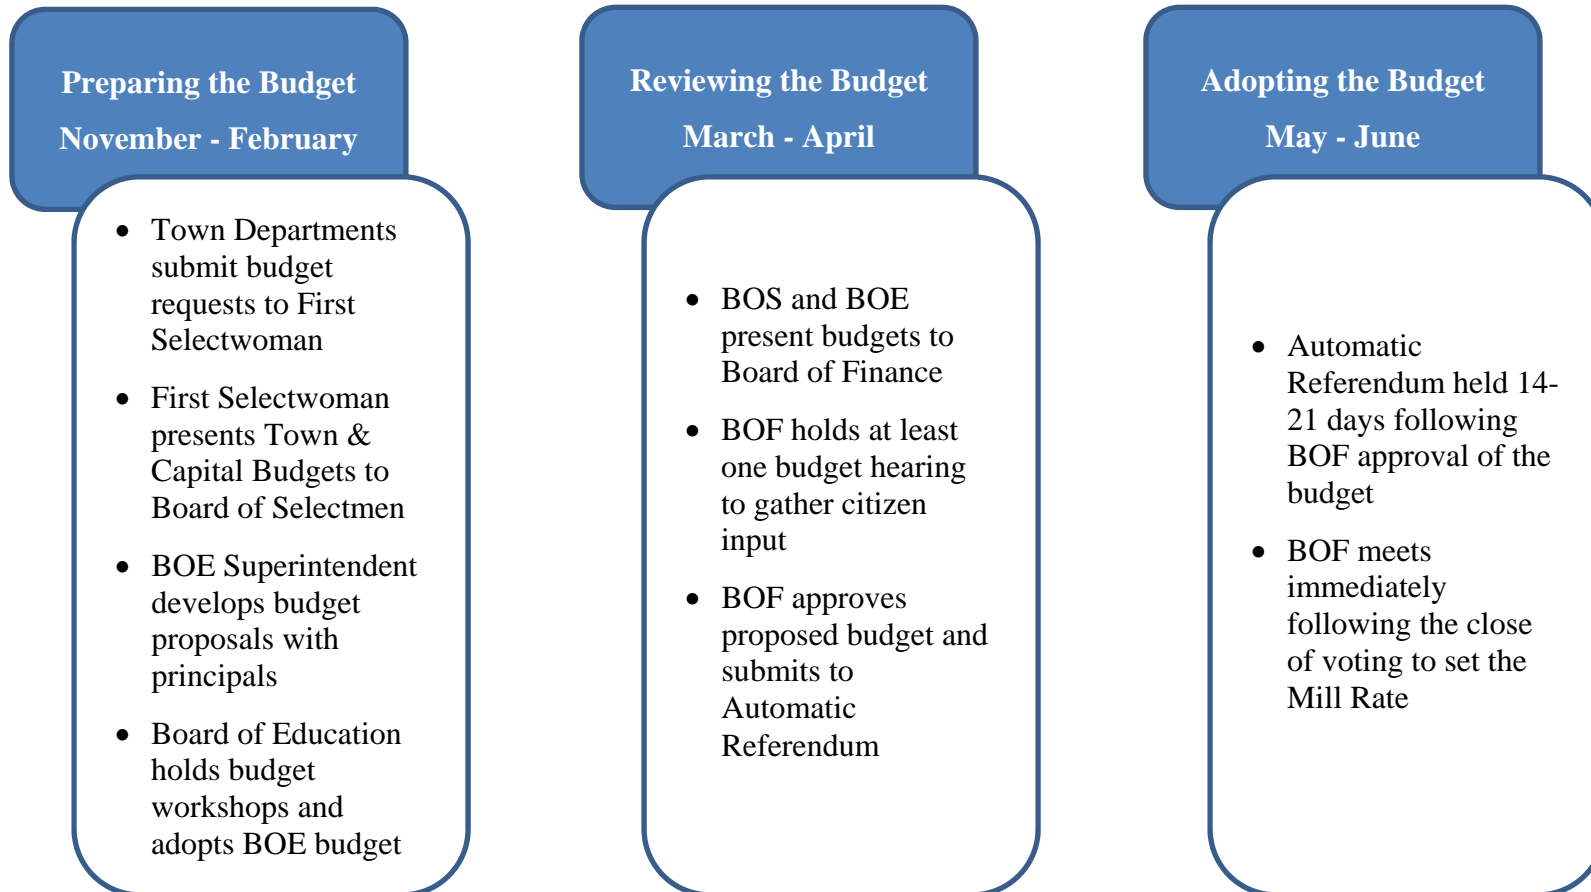 Preparing the Budget
November - February
• Town Departments
submit budget
requests to First
Selectwoman
• First Selectwoman
presents Town &
Capital Budgets to
Board of Selectmen
• BOE Superintendent
develops budget
proposals with
principals
• Board of Education
holds budget
workshops and
adopts BOE budget
Reviewing the Budget
March - April
• BOS and BOE
present budgets to
Board of Finance
• BOF holds at least
one budget hearing
to gather citizen
input
• BOF approves
proposed budget and
submits to
Automatic
Referendum
Adopting the Budget
May - June
• Automatic
Referendum held 14-
21 days following
BOF approval of the
budget
• BOF meets
immediately
following the close
of voting to set the
Mill Rate